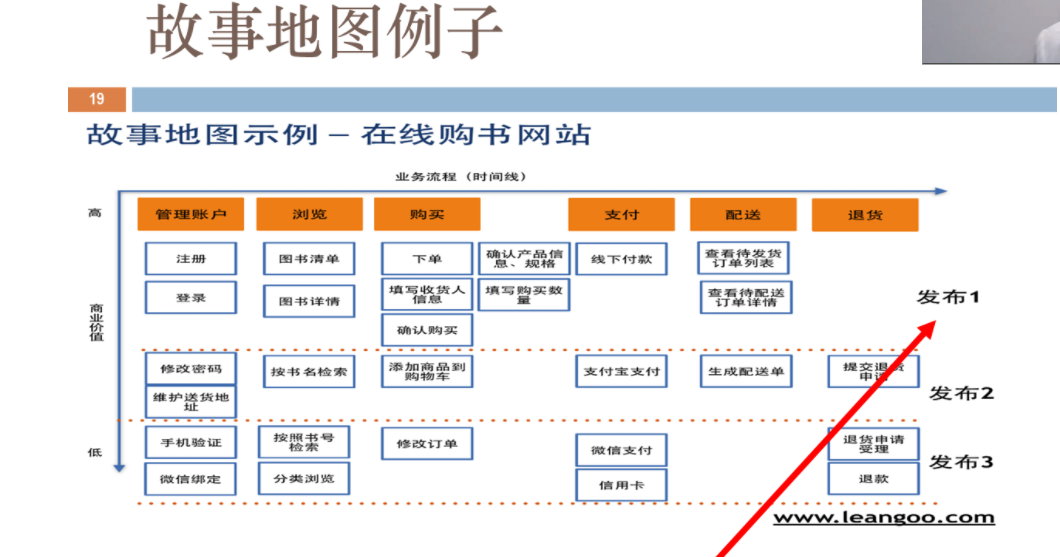 故事地图例子
19
故事地图示例 – 在线购书网站
业务流程（时间线）
高
管理账户
浏览
购买
支付
配送
退货
注册
图书清单
下单
确认产品信
息、规格
线下付款
查看待发货
订单列表
登录
图书详情
填写收货人
信息
填写购买数
量
查看待配送
订单详情
发布1
商业价值
确认购买
修改密码
按书名检索
添加商品到
购物车
支付宝支付
生成配送单
提交退货
申请
维护送货地
址
发布2
低
手机验证
按照书号
检索
修改订单
微信支付
退货申请
受理
发布3
微信绑定
分类浏览
信用卡
退款
www.leangoo.com